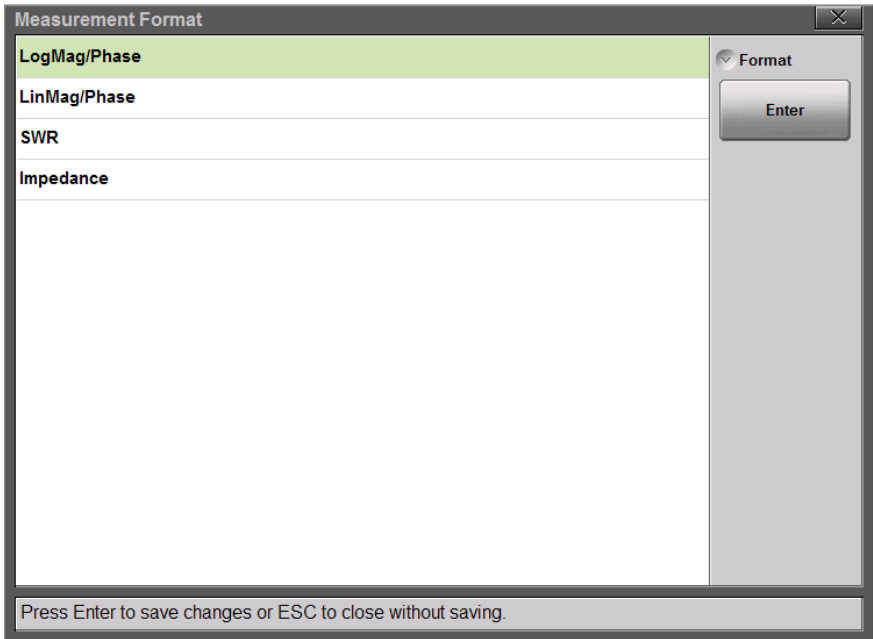 Measurement Format
LogMag/Phase
Format
LinMag/Phase
Enter
SWR
Impedance
Press Enter to save changes or ESC to close without saving.